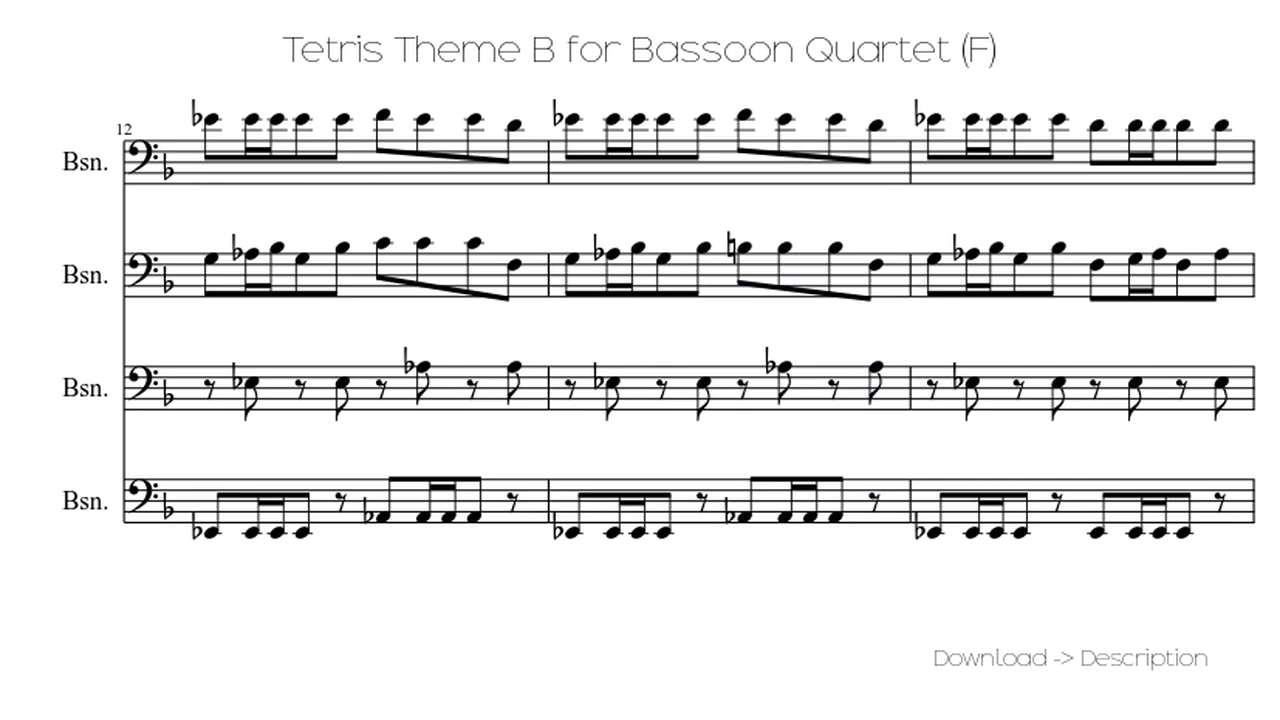 Tetris Theme B for Bassoon Quartet (F)
12
Bsn.
Bsn.
Bsn.
Bsn.
Download -> Description